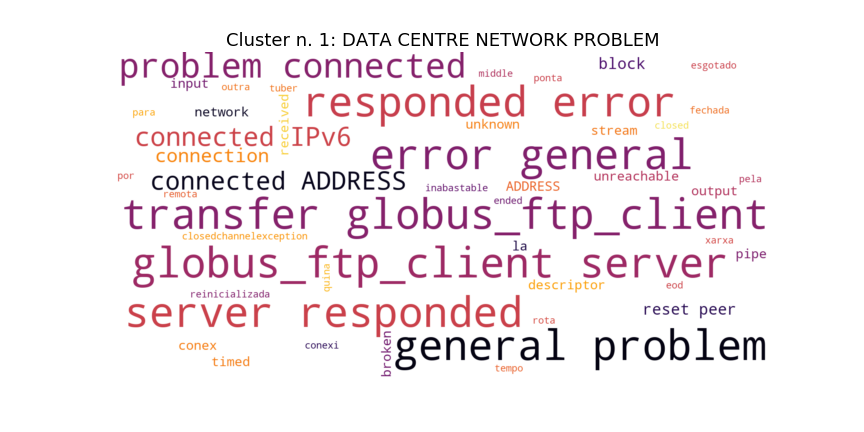 Cluster n. 1: DATA CENTRE NETWORK PROBLEM
problem connected
middle
block
esgotado
input
outra
tuber
ponta
para
network
received
responded error
fechada
unknown
stream
closed
connected IPv6
connection
error general
por
connected ADDRESS
remota
inabastable
ADDRESS
unreachable
pela
output
ended
transfer globus_ftp_client
closedchannelexception
la
xarxa
globus_ftp_client server
pipe
quina
descriptor
eod
reinicializada
server responded
rota
reset peer
conex
conexi
broken
general problem
timed
tempo